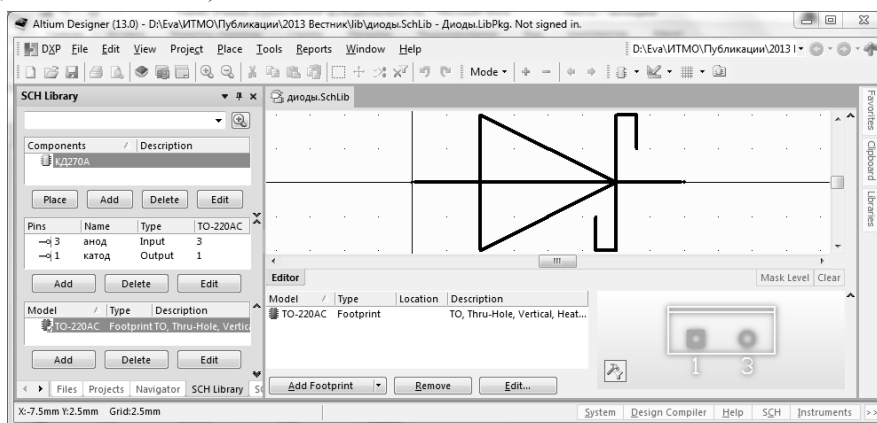 Altium Designer (13.0) - D:\Eva\ИТМО\Публикации\2013 Вестник\lib\диоды.SchLib - Диоды.LibPkg. Not signed in.
DXP File Edit View Project Place Tools Reports Window Help D:\Eva\ИТМО\Публикации\2013 I
Mode
SCH Library
диоды.SchLib
Components / Description
КД270А
Place Add Delete Edit
Pins Name Type TO-220AC
3 анод Input 3
1 катод Output 1
Add Delete Edit
Model / Type Description
TO-220AC Footprint TO, Thru-Hole, Vertic
Add Delete Edit
Files Projects Navigator SCH Library SC
Editor
Mask Level Clear
Model / Type Location Description
TO-220AC Footprint TO, Thru-Hole, Vertical, Heat...
1 3
Add Footprint Remove Edit...
Favorites
Clipboard
Libraries
X:-7.5mm Y:2.5mm Grid:2.5mm
System Design Compiler Help SCH Instruments >>